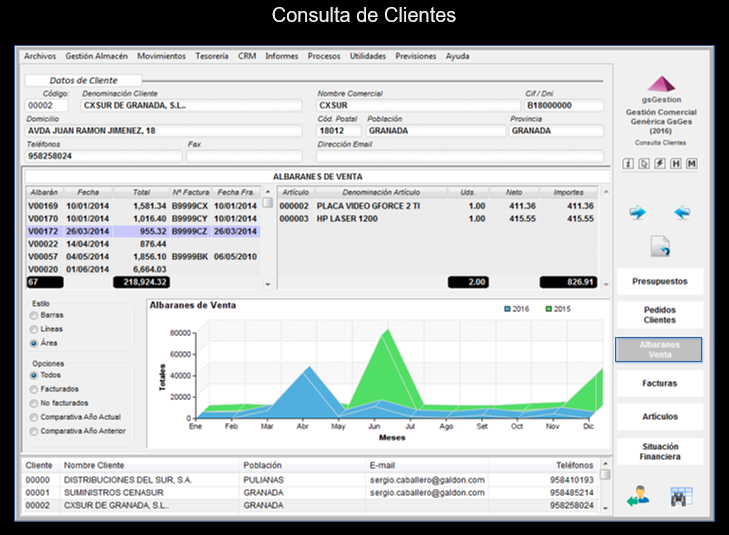 Consulta de Clientes
Archivos Gestión Almacén Movimientos Tesorería CRM Informes Procesos Utilidades Previsiones Ayuda
Datos de Cliente
Código: Denominación Cliente Nombre Comercial Cif / Dni
00002 CXSUR DE GRANADA, S.L.. CXSUR B18000000
Domicilio Cód. Postal Población Provincia
AVDA JUAN RAMON JIMENEZ, 18 18012 GRANADA GRANADA
Teléfonos Fax Dirección Email
958258024
gsGestion
Gestión Comercial
Genérica GsGes
(2016)
Consulta Clientes
i H M
ALBARANES DE VENTA
Albarán Fecha Total Nº Factura Fecha Fra.
V00169 10/01/2014 1,581.34 B9999CX 10/01/2014
V00170 10/01/2014 1,016.40 B9999CY 10/01/2014
V00172 26/03/2014 955.32 B9999CZ 26/03/2014
V00022 14/04/2014 876.44
V00057 04/05/2014 1,856.10 B9999BK 06/05/2010
V00020 01/06/2014 6,664.03
67 218,924.32
Artículo Denominación Artículo Uds. Neto Importes
000002 PLACA VIDEO GFORCE 2 TI 1.00 411.36 411.36
000003 HP LASER 1200 1.00 415.55 415.55
2.00 826.91
Presupuestos
Pedidos
Clientes
Albaranes
Venta
Facturas
Artículos
Situación
Financiera
Estilo
Barras
Líneas
Área
Opciones
Todos
Facturados
No facturados
Comparativa Año Actual
Comparativa Año Anterior
Albaranes de Venta
2016 2015
Totales
80000
60000
40000
20000
0
Ene Feb Mar Abr May Jun Jul Ago Set Oct Nov Dic
Meses
Cliente Nombre Cliente Población E-mail Teléfonos
00000 DISTRIBUCIONES DEL SUR, S.A. PULIANAS sergio.caballero@galdon.com 958410193
00001 SUMINISTROS CENASUR GRANADA sergio.caballero@galdon.com 958485214
00002 CXSUR DE GRANADA, S.L.. GRANADA 958258024